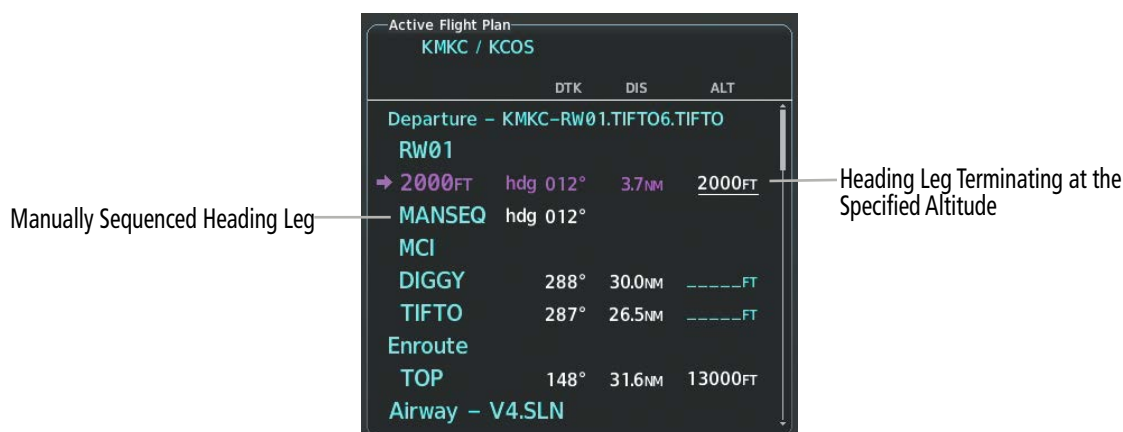 Active Flight Plan
KMKC / KCOS
DTK DIS ALT
Departure – KMKC–RW01.TIFTO6.TIFTO
RW01
2000FT hdg 012° 3.7NM 2000FT
Heading Leg Terminating at the
Specified Altitude
Manually Sequenced Heading Leg
MANSEQ hdg 012°
MCI
DIGGY 288° 30.0NM _____FT
TIFTO 287° 26.5NM _____FT
Enroute
TOP 148° 31.6NM 13000FT
Airway – V4.SLN